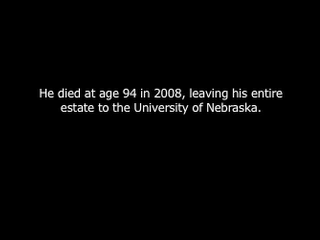 He died at age 94 in 2008, leaving his entire
estate to the University of Nebraska.